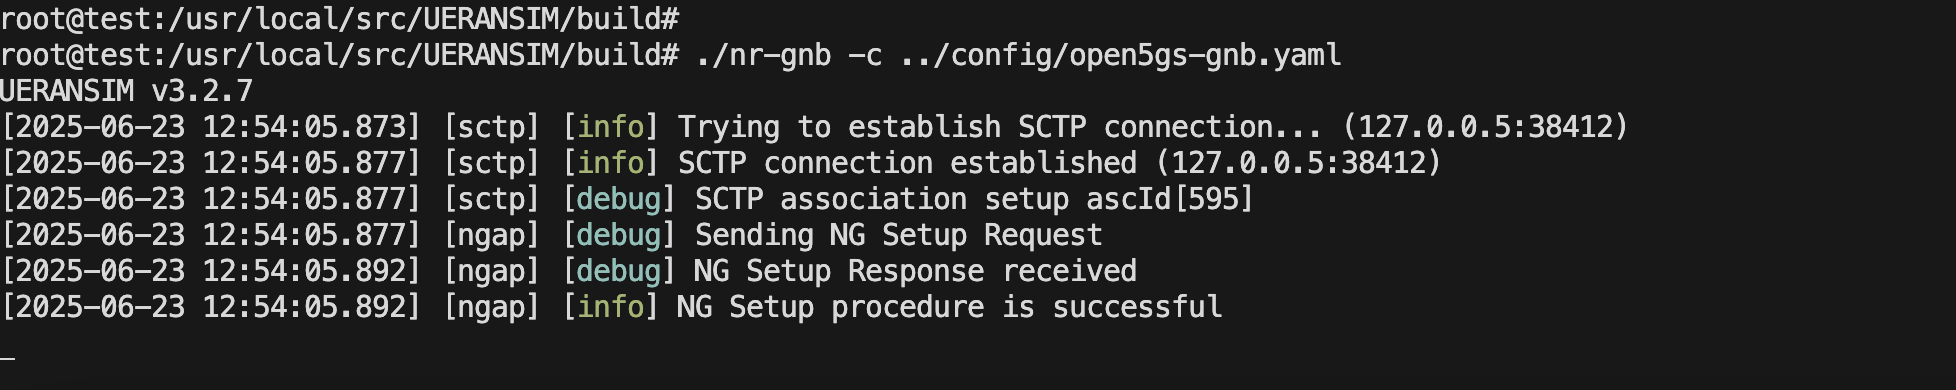 root@test:/usr/local/src/UERANSIM/build#
root@test:/usr/local/src/UERANSIM/build# ./nr-gnb -c ../config/open5gs-gnb.yaml
UERANSIM v3.2.7
[2025-06-23 12:54:05.873] [sctp] [info] Trying to establish SCTP connection... (127.0.0.5:38412)
[2025-06-23 12:54:05.877] [sctp] [info] SCTP connection established (127.0.0.5:38412)
[2025-06-23 12:54:05.877] [sctp] [debug] SCTP association setup ascId[595]
[2025-06-23 12:54:05.877] [ngap] [debug] Sending NG Setup Request
[2025-06-23 12:54:05.892] [ngap] [debug] NG Setup Response received
[2025-06-23 12:54:05.892] [ngap] [info] NG Setup procedure is successful